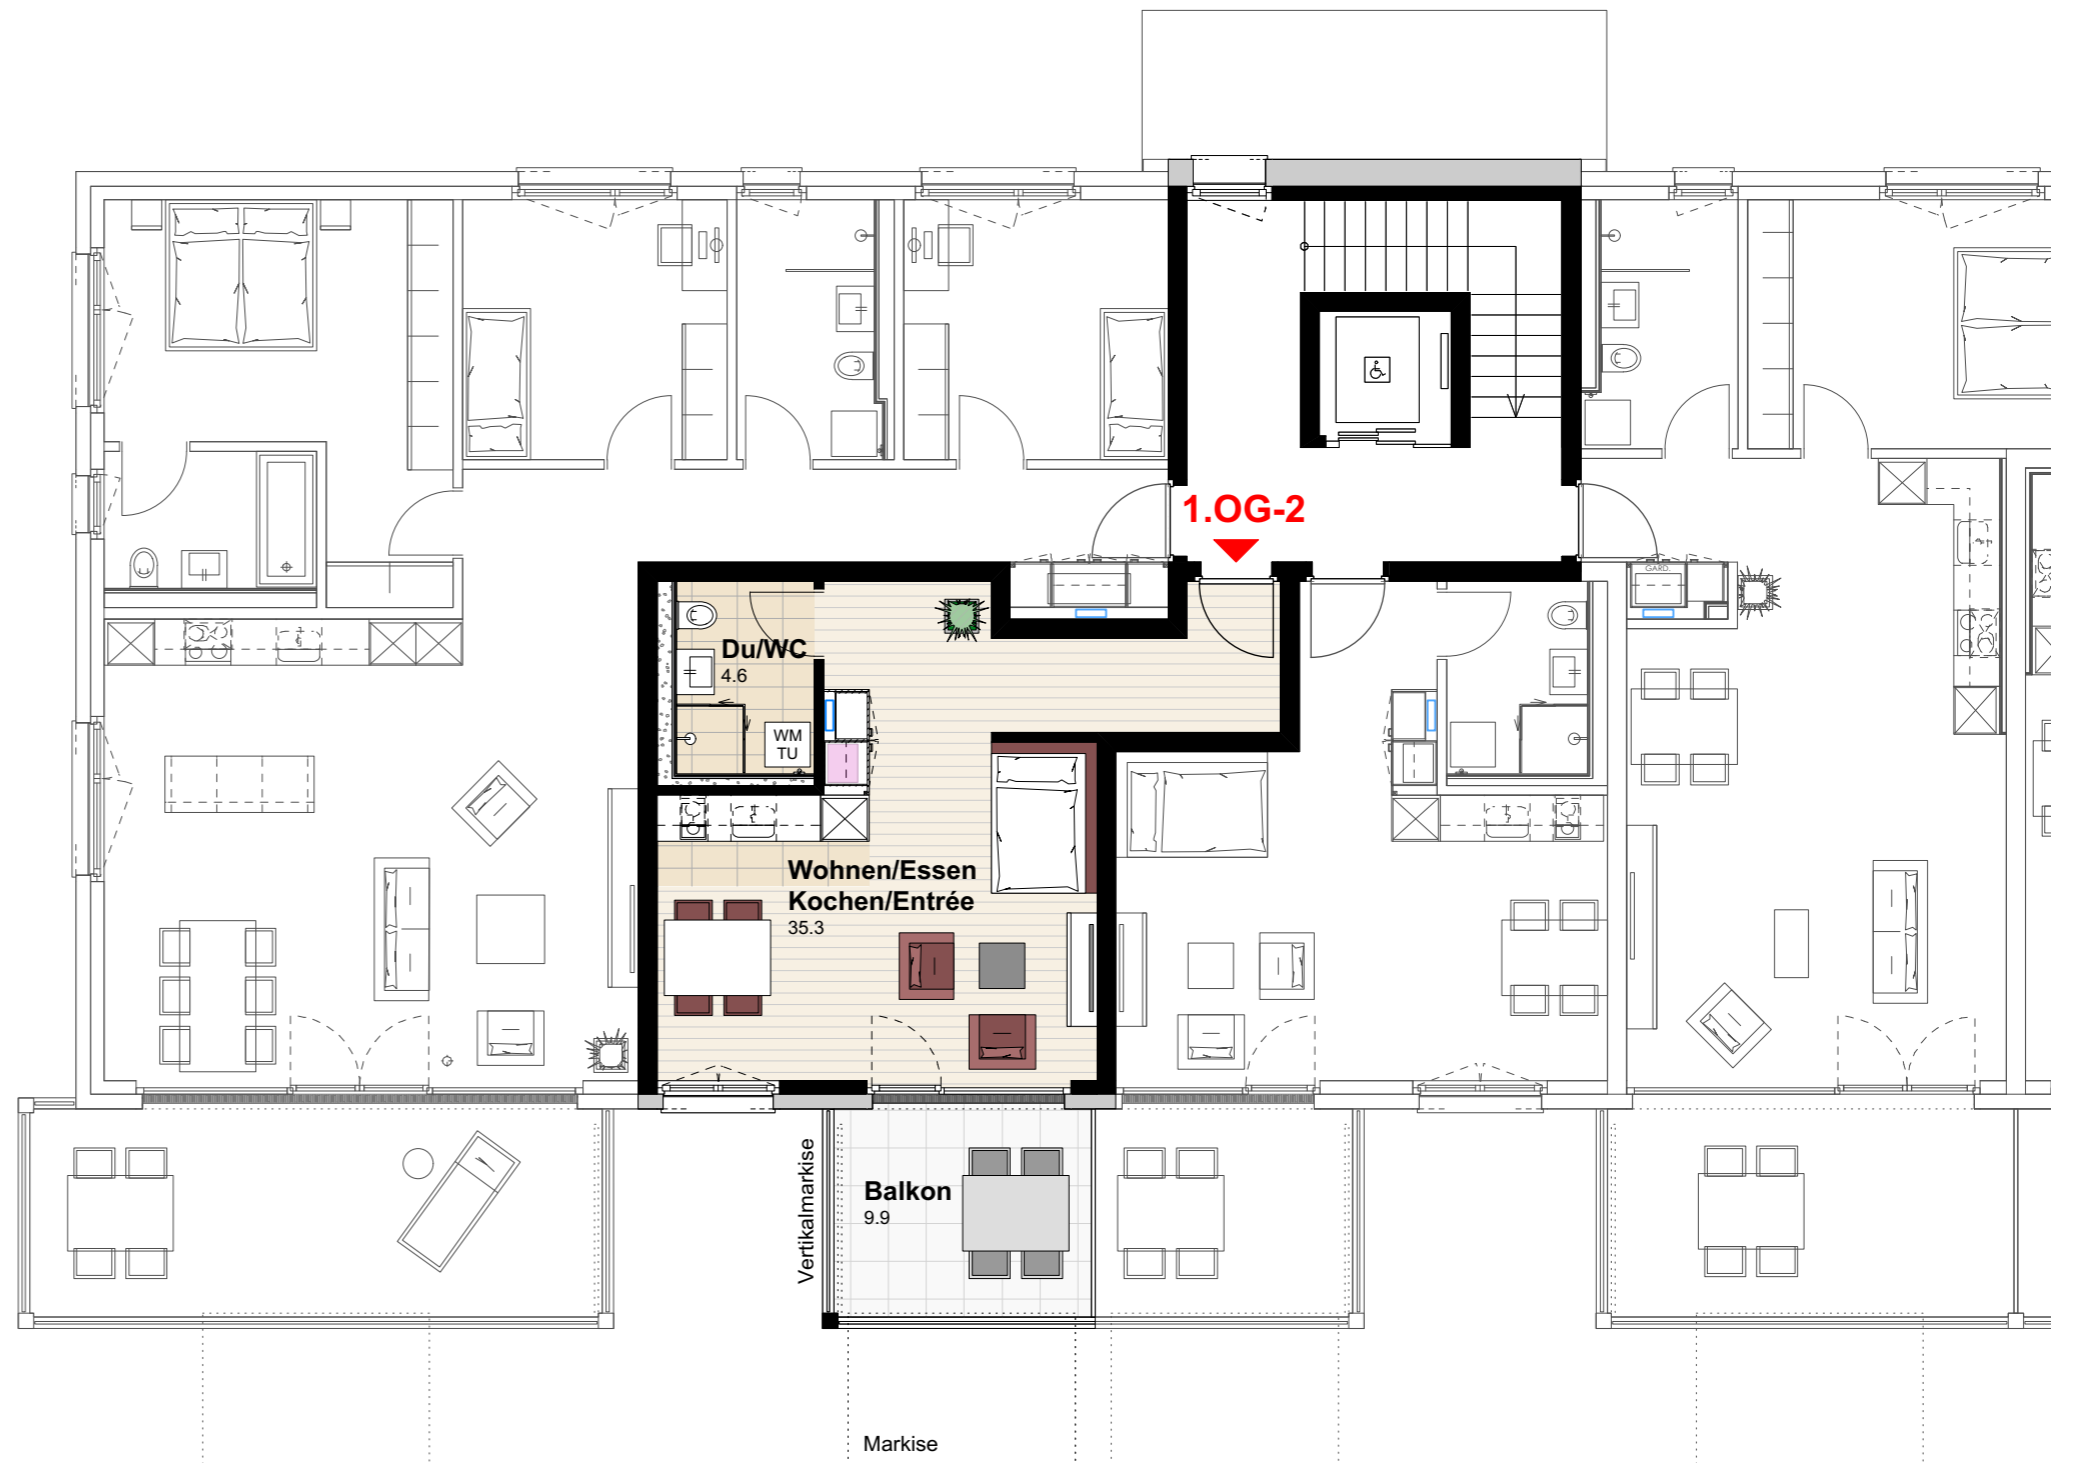 1.OG-2
GARD.
Du/WC
4.6
WM
TU
Wohnen/Essen
Kochen/Entrée
35.3
Vertikalmarkise
Balkon
9.9
Markise